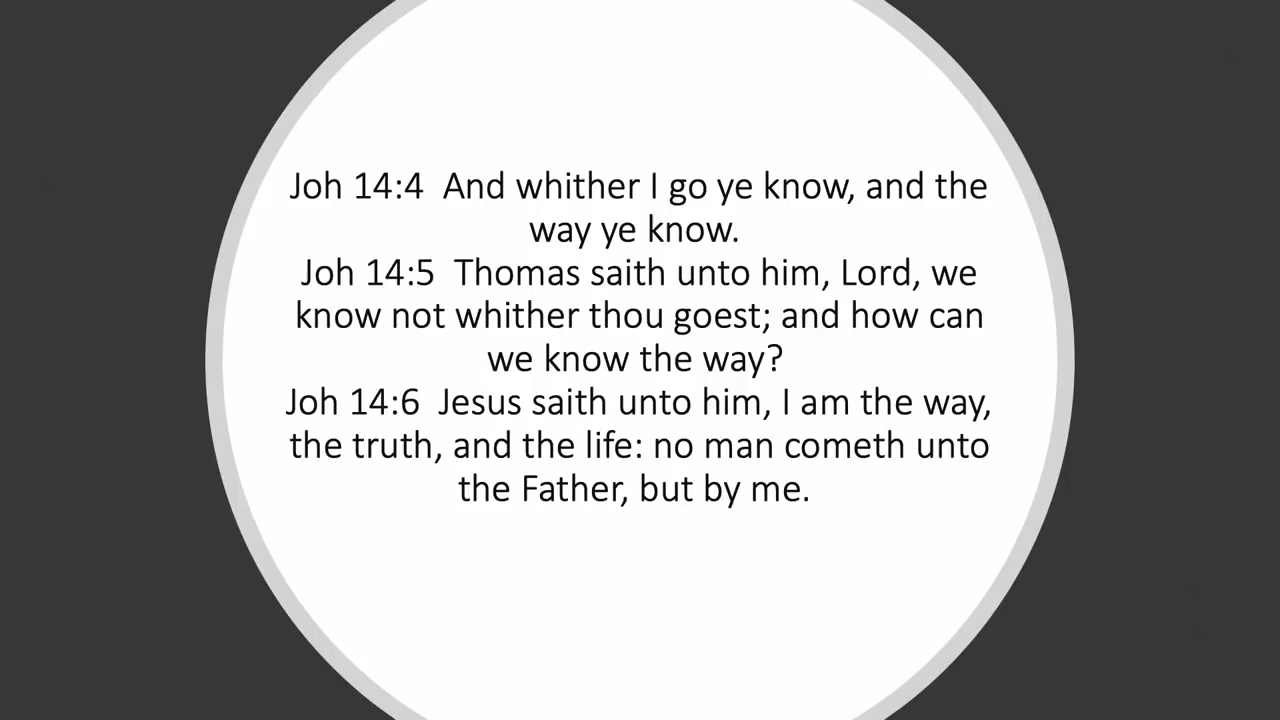 Joh 14:4  And whither I go ye know, and the
way ye know.
Joh 14:5  Thomas saith unto him, Lord, we
know not whither thou goest; and how can
we know the way?
Joh 14:6  Jesus saith unto him, I am the way,
the truth, and the life: no man cometh unto
the Father, but by me.